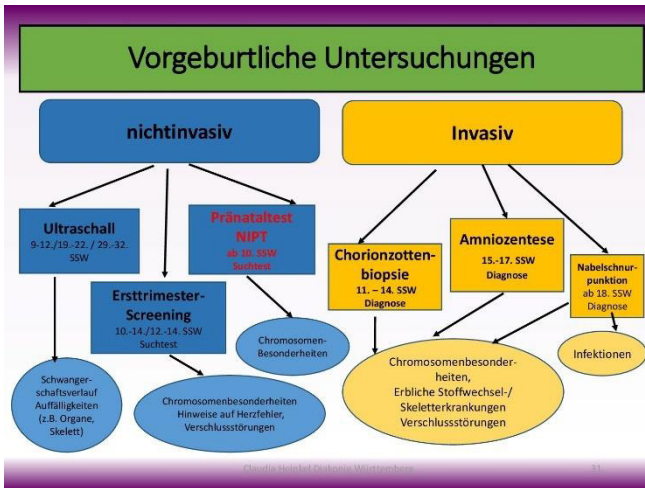 Vorgeburtliche Untersuchungen
nichtinvasiv
Invasiv
Ultraschall
9-12./19.-22. / 29.-32.
SSW
Ersttrimester-
Screening
10.-14./12.-14. SSW
Suchtest
Pränataltest
NIPT
ab 10. SSW
Suchtest
Chorionzotten-
biopsie
11. – 14. SSW
Diagnose
Amniozentese
15.-17. SSW
Diagnose
Nabelschnur-
punktion
ab 18. SSW
Diagnose
Schwanger-
schaftsverlauf
Auffälligkeiten
(z.B. Organe,
Skelett)
Chromosomenbesonderheiten
Hinweise auf Herzfehler,
Verschlussstörungen
Chromosomen-
Besonderheiten
Chromosomenbesonder-
heiten,
Erbliche Stoffwechsel-/
Skeletterkrankungen
Verschlussstörungen
Infektionen
Claudia Heinkel Diakonie Württemberg
31